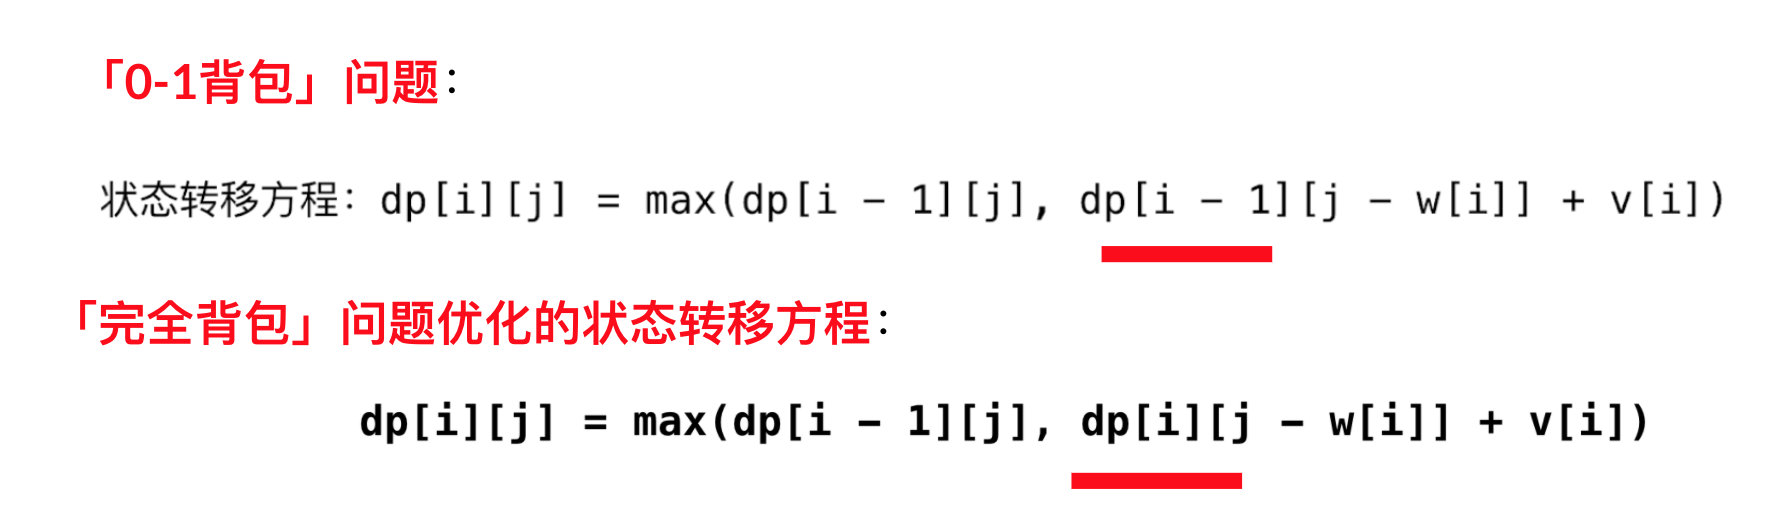 「0-1背包」问题：
状态转移方程：dp[i][j] = max(dp[i − 1][j], dp[i − 1][j − w[i]] + v[i])
「完全背包」问题优化的状态转移方程：
dp[i][j] = max(dp[i − 1][j], dp[i][j − w[i]] + v[i])